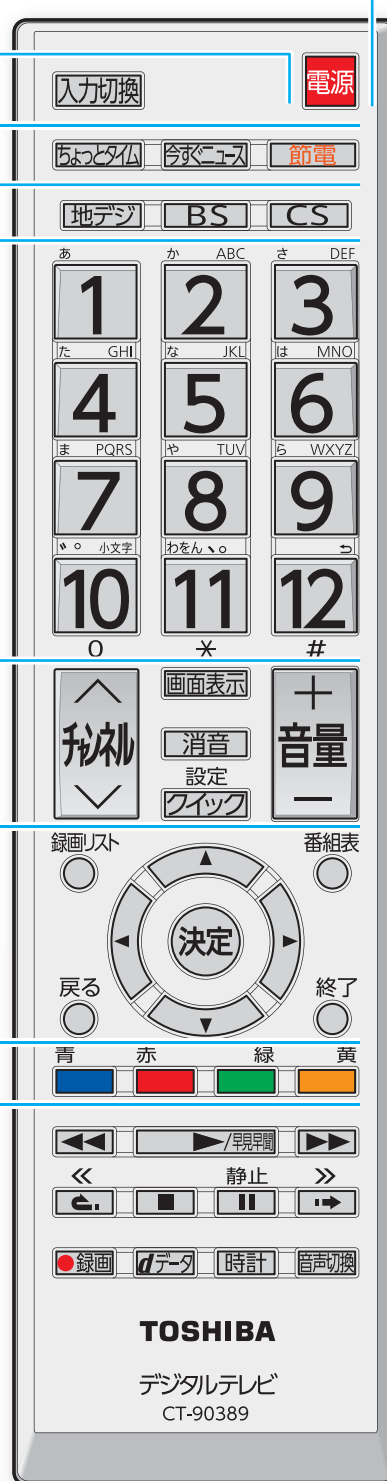 電源
入力切換
ちょっとタイム 今すぐニュース 節電
地デジ BS CS
あ か ABC さ DEF
1 2 3
た GHI な JKL は MNO
4 5 6
ま PQRS や TUV ら WXYZ
7 8 9
゛゜ 小文字 わをん、。
10 11 12
0 * #
画面表示
チャンネル 消音 音量
設定
クイック
録画リスト 番組表
決定
戻る 終了
青 赤 緑 黄
/早見早聞
静止
●録画 dデータ 時計 音声切換
TOSHIBA
デジタルテレビ
CT-90389